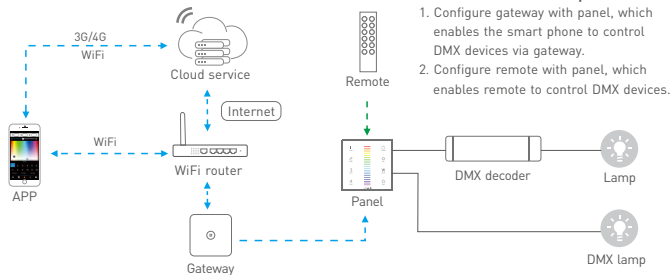 1. Configure gateway with panel, which
enables the smart phone to control
DMX devices via gateway.
2. Configure remote with panel, which
enables remote to control DMX devices.
3G/4G
WiFi
Cloud service
Remote
Internet
WiFi
APP
WiFi router
Panel
DMX decoder
Lamp
Gateway
DMX lamp